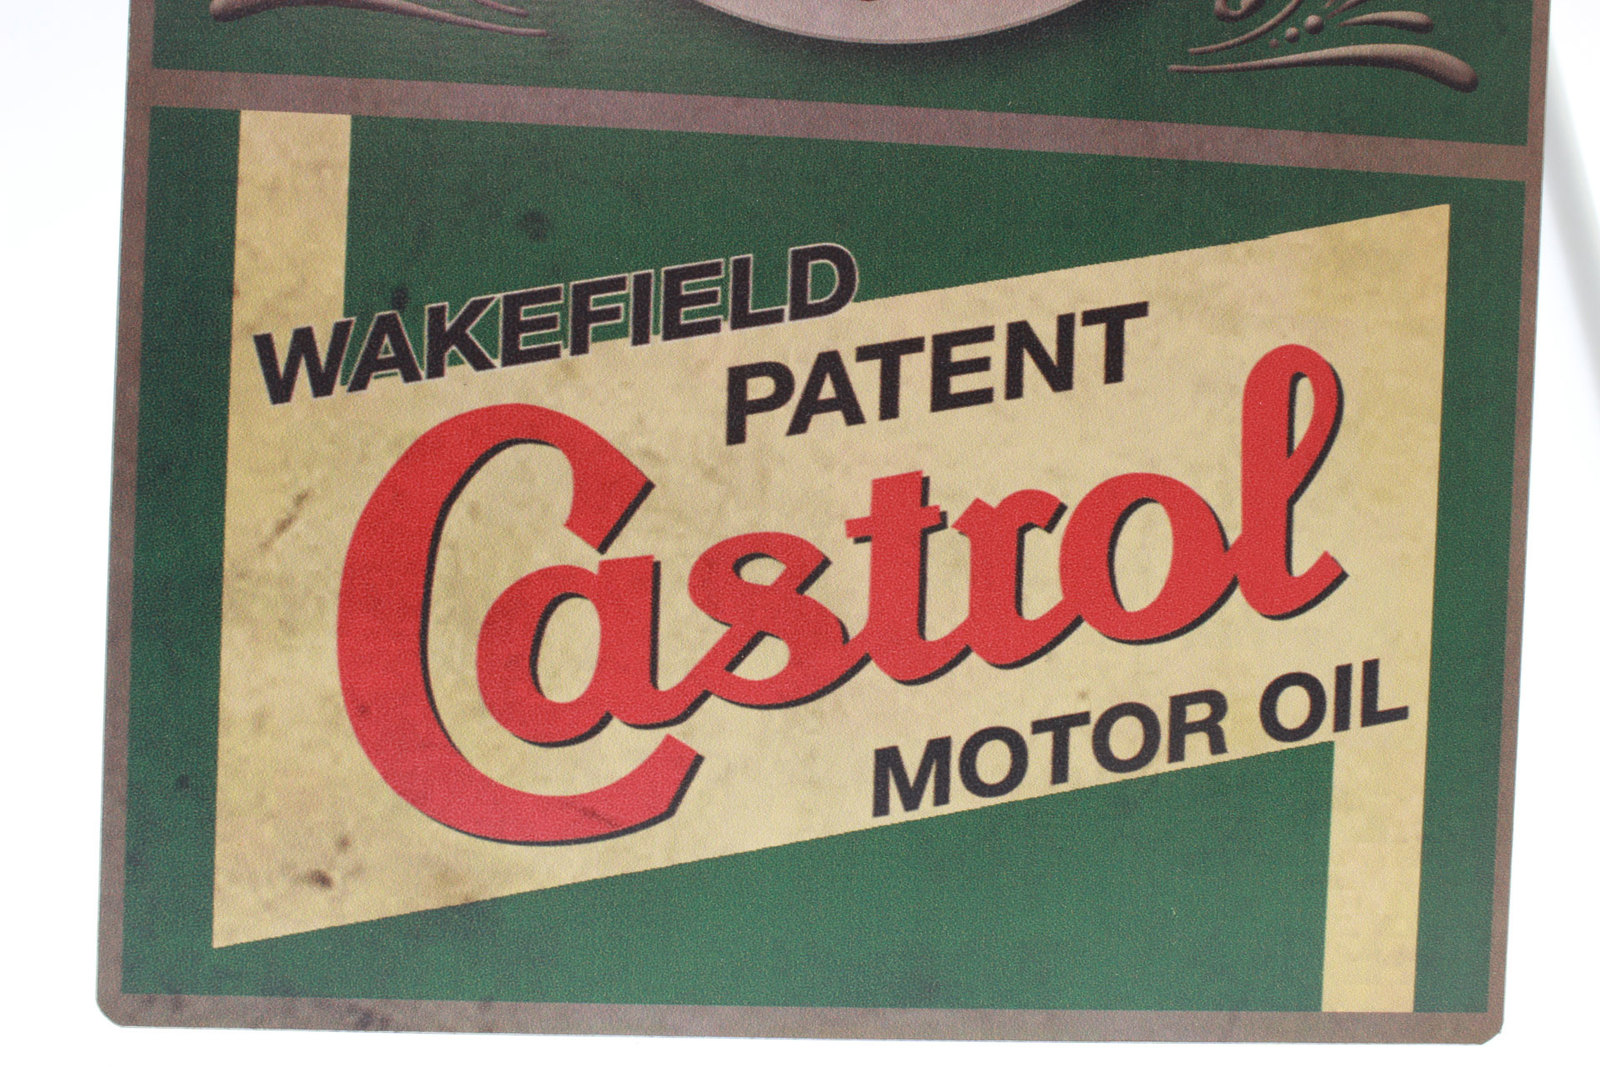 WAKEFIELD
PATENT
Castrol
MOTOR OIL